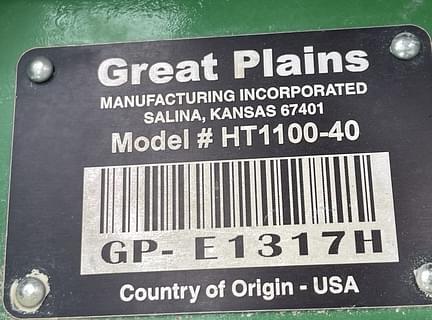 Great Plains
MANUFACTURING INCORPORATED
SALINA, KANSAS 67401
Model # HT1100-40
GP- E1317H
Country of Origin - USA